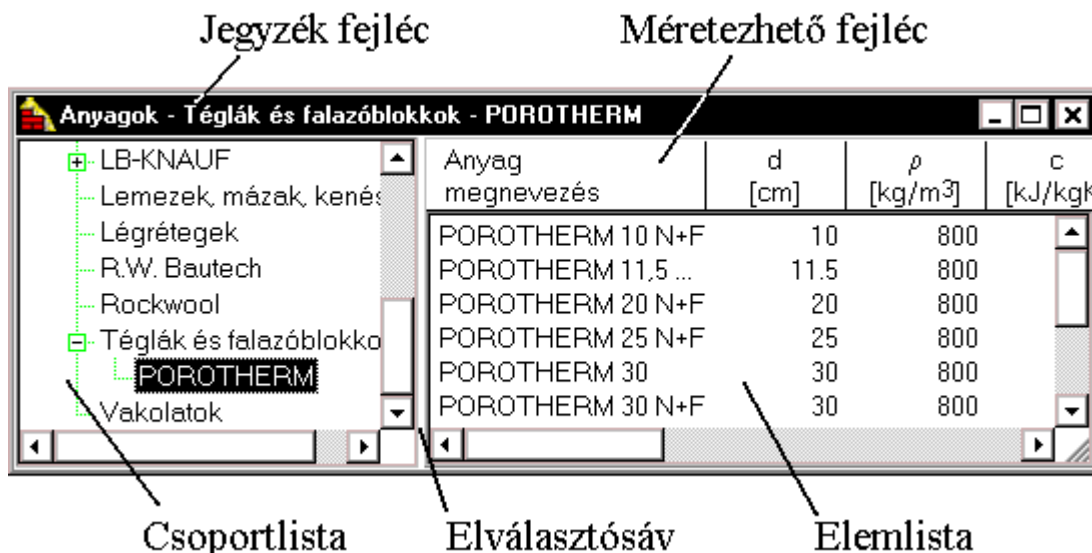 Jegyzék fejléc
Méretezhető fejléc
Anyagok - Téglák és falazóblokkok - POROTHERM
LB-KNAUF
Lemezek, mázak, kenés
Légrétegek
R.W. Bautech
Rockwool
Téglák és falazóblokko
POROTHERM
Vakolatok
Anyag d ρ c
megnevezés [cm] [kg/m³] [kJ/kgK
POROTHERM 10 N+F 10 800
POROTHERM 11,5 ... 11.5 800
POROTHERM 20 N+F 20 800
POROTHERM 25 N+F 25 800
POROTHERM 30 30 800
POROTHERM 30 N+F 30 800
Csoportlista
Elválasztósáv
Elemlista